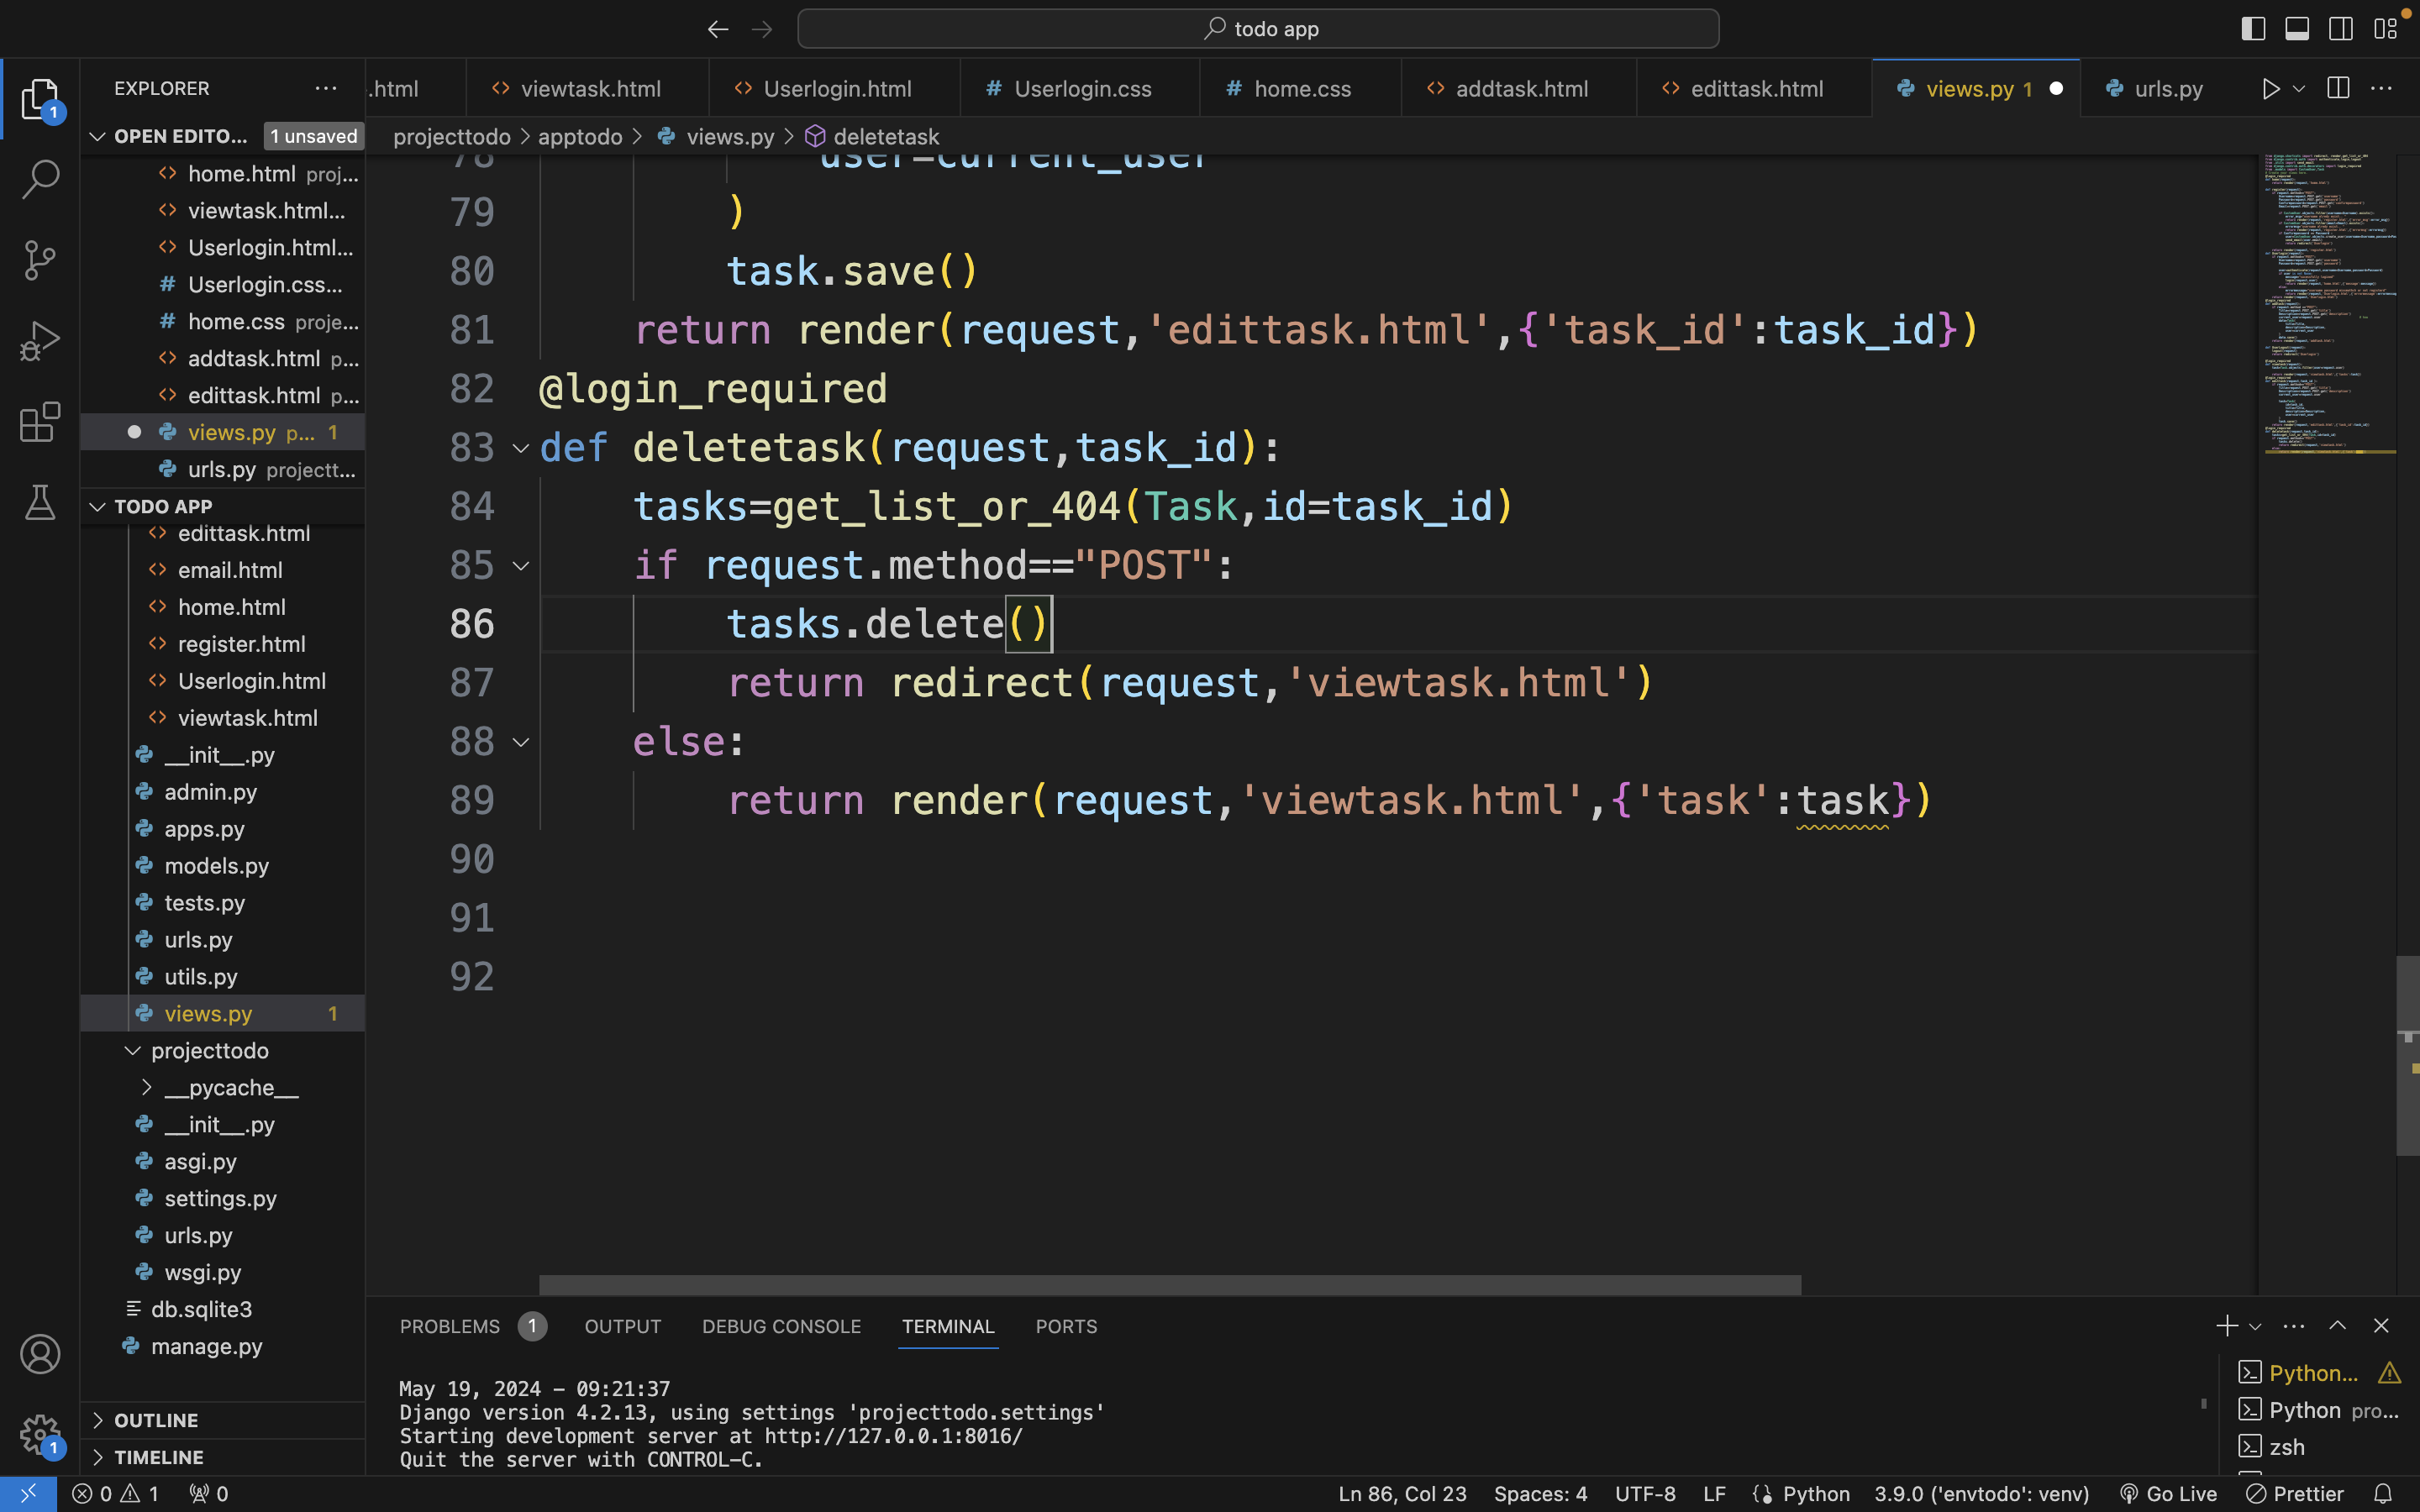 todo app
EXPLORER
.html
viewtask.html
Userlogin.html
# Userlogin.css
# home.css
addtask.html
edittask.html
views.py 1
urls.py
1
OPEN EDITO... 1 unsaved
projecttodo > apptodo > views.py > deletetask
home.html proj...
viewtask.html...
Userlogin.html...
# Userlogin.css...
# home.css proje...
addtask.html p...
edittask.html p...
views.py p... 1
urls.py projectt...
TODO APP
edittask.html
email.html
home.html
register.html
Userlogin.html
viewtask.html
__init__.py
admin.py
apps.py
models.py
tests.py
urls.py
utils.py
views.py 1
projecttodo
__pycache__
__init__.py
asgi.py
settings.py
urls.py
wsgi.py
db.sqlite3
manage.py
OUTLINE
TIMELINE
1
78 user=current_user
79 )
80 task.save()
81 return render(request,'edittask.html',{'task_id':task_id})
82 @login_required
83 def deletetask(request,task_id):
84 tasks=get_list_or_404(Task,id=task_id)
85 if request.method=="POST":
86 tasks.delete()
87 return redirect(request,'viewtask.html')
88 else:
89 return render(request,'viewtask.html',{'task':task})
90
91
92
PROBLEMS 1 OUTPUT DEBUG CONSOLE TERMINAL PORTS
May 19, 2024 - 09:21:37
Django version 4.2.13, using settings 'projecttodo.settings'
Starting development server at http://127.0.0.1:8016/
Quit the server with CONTROL-C.
Python...
Python pro...
zsh
0 1 0
Ln 86, Col 23 Spaces: 4 UTF-8 LF Python 3.9.0 ('envtodo': venv) Go Live Prettier